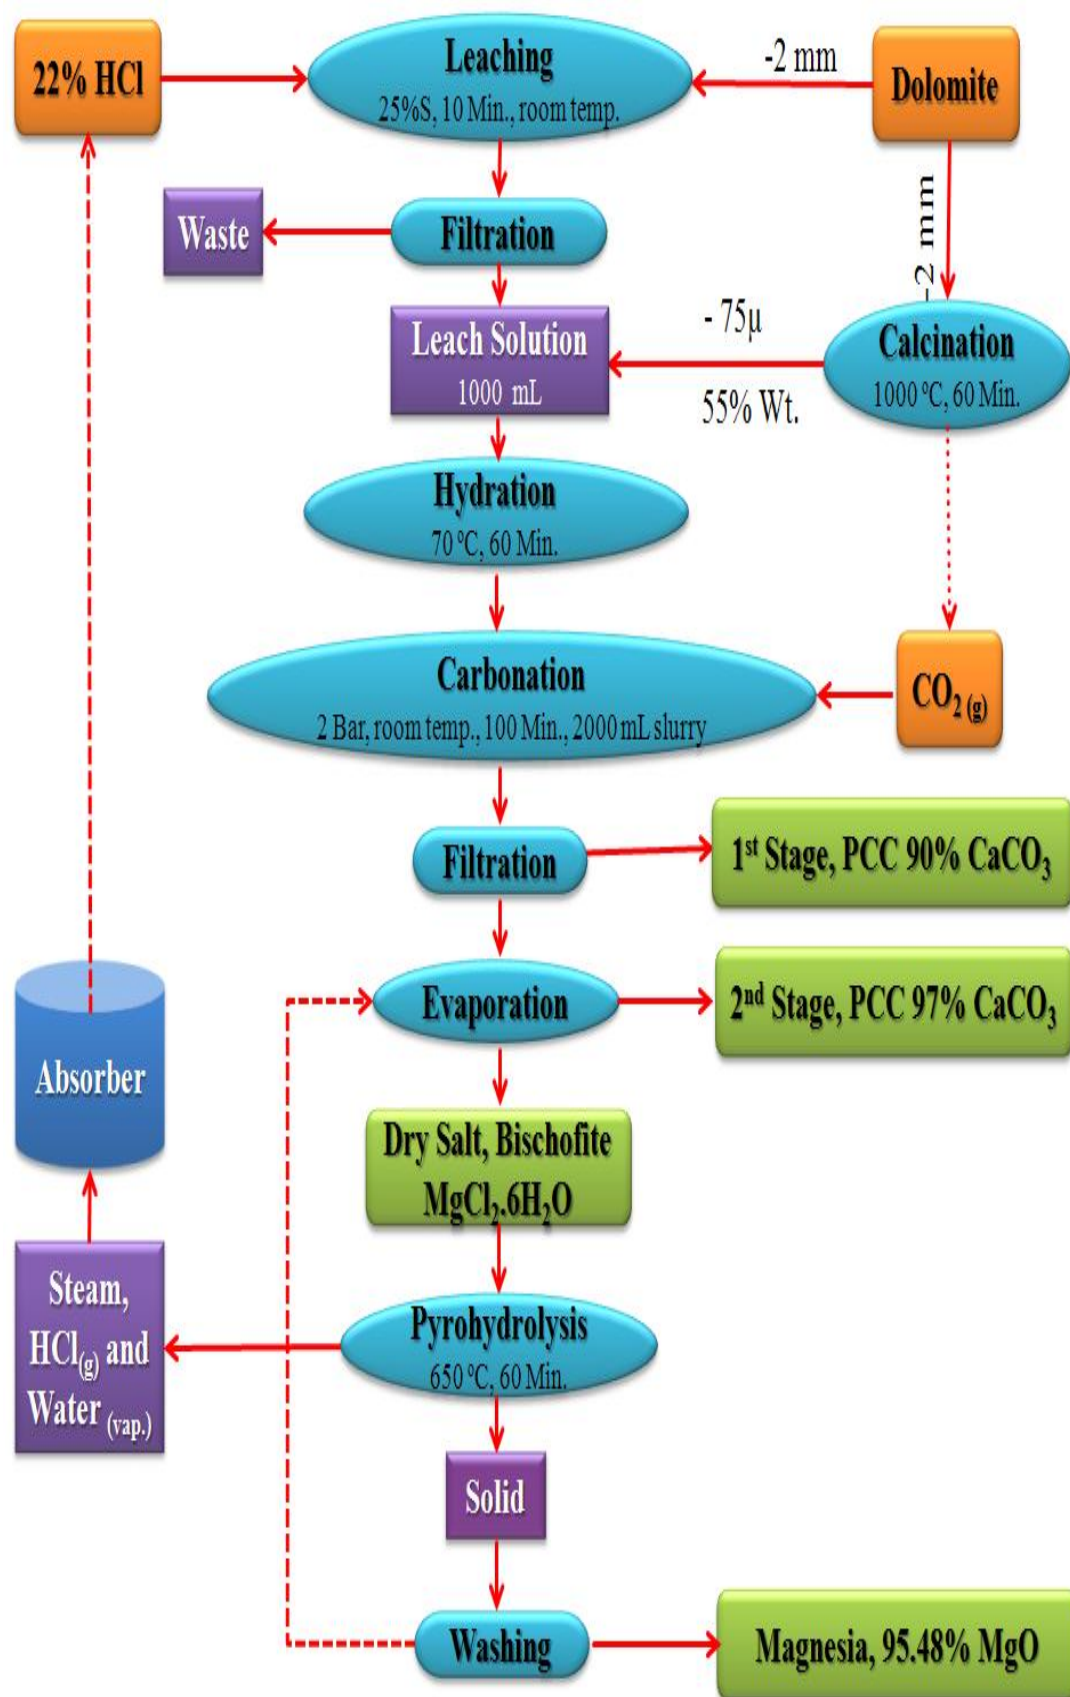 22% HCl
Leaching
25%S, 10 Min., room temp.
-2 mm
Dolomite
-2 mm
Waste
Filtration
Leach Solution
1000 mL
- 75µ
55% Wt.
Calcination
1000 ºC, 60 Min.
Hydration
70 ºC, 60 Min.
Carbonation
2 Bar, room temp., 100 Min., 2000 mL slurry
CO₂ (g)
Filtration
1st Stage, PCC 90% CaCO₃
Evaporation
2nd Stage, PCC 97% CaCO₃
Absorber
Dry Salt, Bischofite
MgCl₂.6H₂O
Steam,
HCl(g) and
Water (vap.)
Pyrohydrolysis
650 ºC, 60 Min.
Solid
Washing
Magnesia, 95.48% MgO